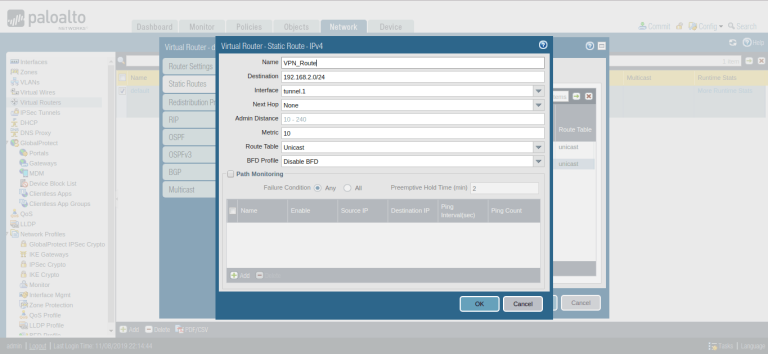 paloalto
NETWORKS
Dashboard Monitor Policies Objects Network Device
Commit Config Search
Help
Interfaces
Zones
VLANs
Virtual Wires
Virtual Routers
IPSec Tunnels
DHCP
DNS Proxy
GlobalProtect
Portals
Gateways
MDM
Device Block List
Clientless Apps
Clientless App Groups
QoS
LLDP
Network Profiles
GlobalProtect IPSec Crypto
IKE Gateways
IPSec Crypto
IKE Crypto
Monitor
Interface Mgmt
Zone Protection
QoS Profile
LLDP Profile
BFD Profile
Name
Multicast
Runtime Stats
1 item
Virtual Router -
Router Settings
Static Routes
Redistribution Pr
RIP
OSPF
OSPFv3
BGP
Multicast
Route Table
unicast
unicast
Cancel
Virtual Router - Static Route - IPv4
Name VPN_Route
Destination 192.168.2.0/24
Interface tunnel.1
Next Hop None
Admin Distance 10 - 240
Metric 10
Route Table Unicast
BFD Profile Disable BFD
Path Monitoring
Failure Condition Any All Preemptive Hold Time (min) 2
Name Enable Source IP Destination IP Ping Interval(sec) Ping Count
Add Delete
OK Cancel
Add Delete PDF/CSV
admin | Logout | Last Login Time:
Tasks | Language